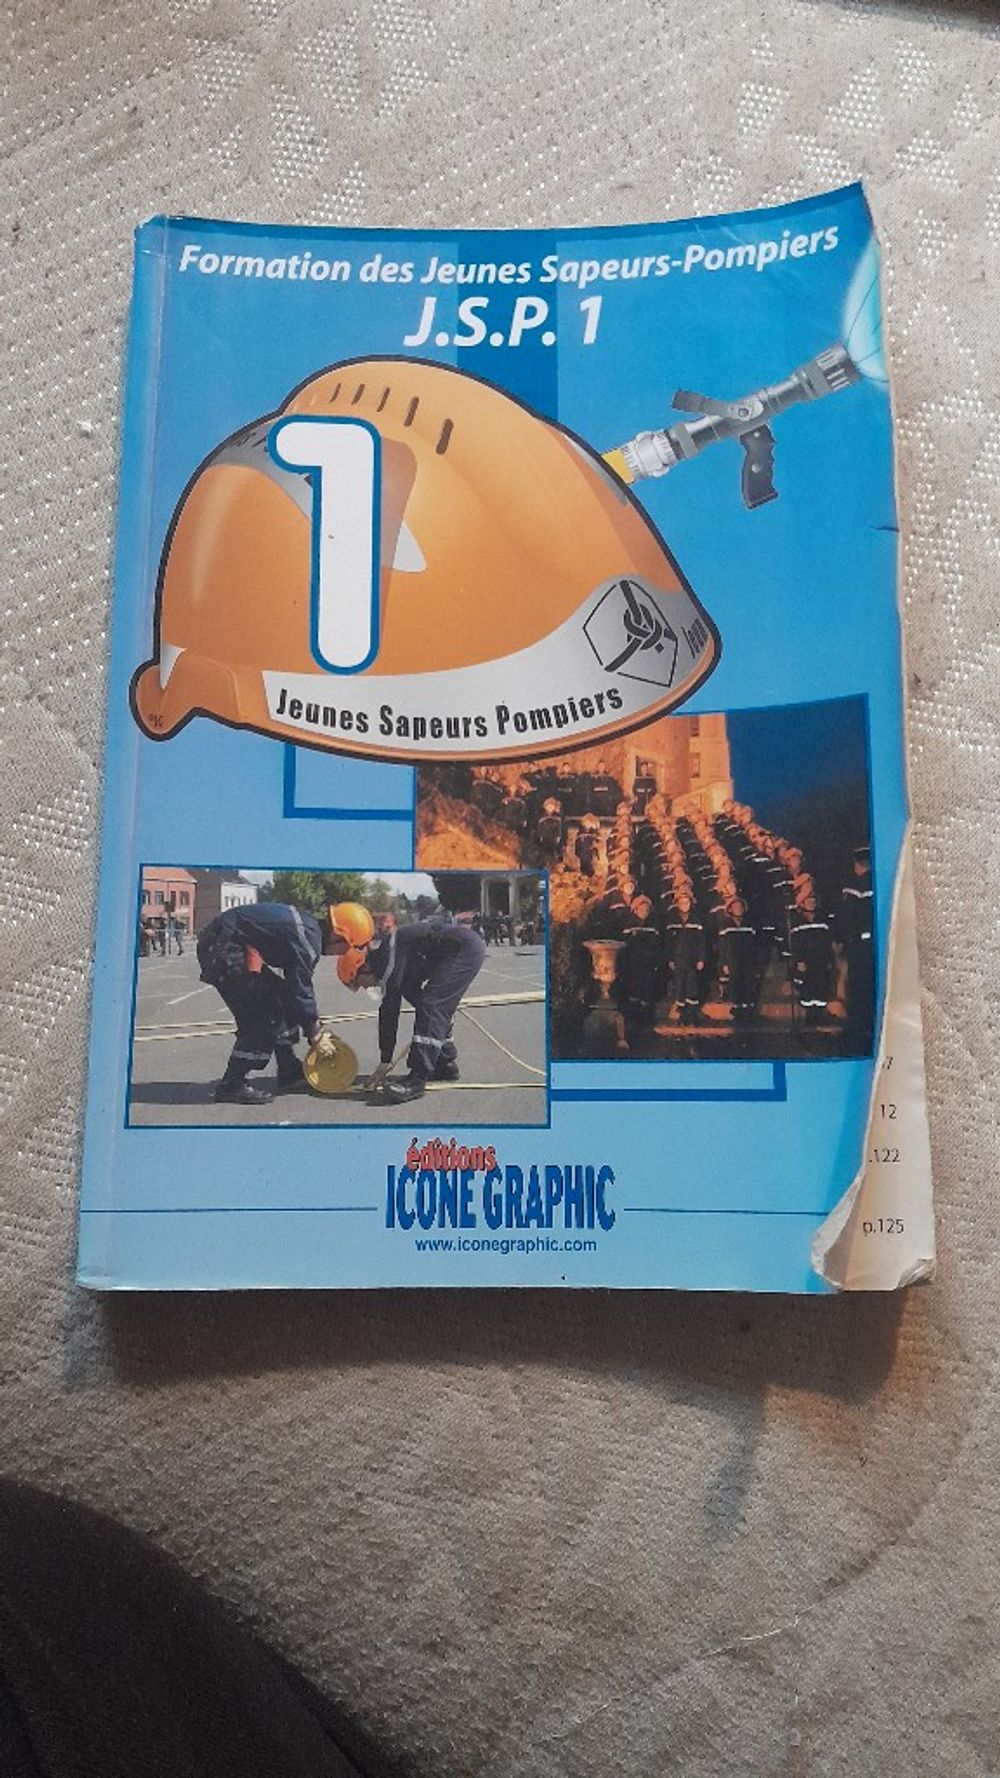 Formation des Jeunes Sapeurs-Pompiers
J.S.P. 1
1
Jeunes Sapeurs Pompiers
Jeun
éditions
ICONE GRAPHIC
www.iconegraphic.com
12
.122
p.125